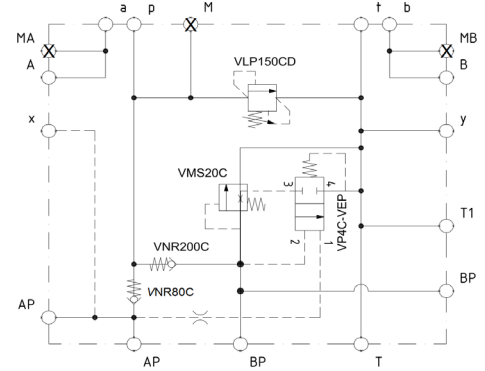 a p M t b
MA MB
A B
VLP150CD
x y
VMS20C
3 4
VP4C-VEP
2 1
T1
VNR200C
BP
VNR80C
AP
AP BP T